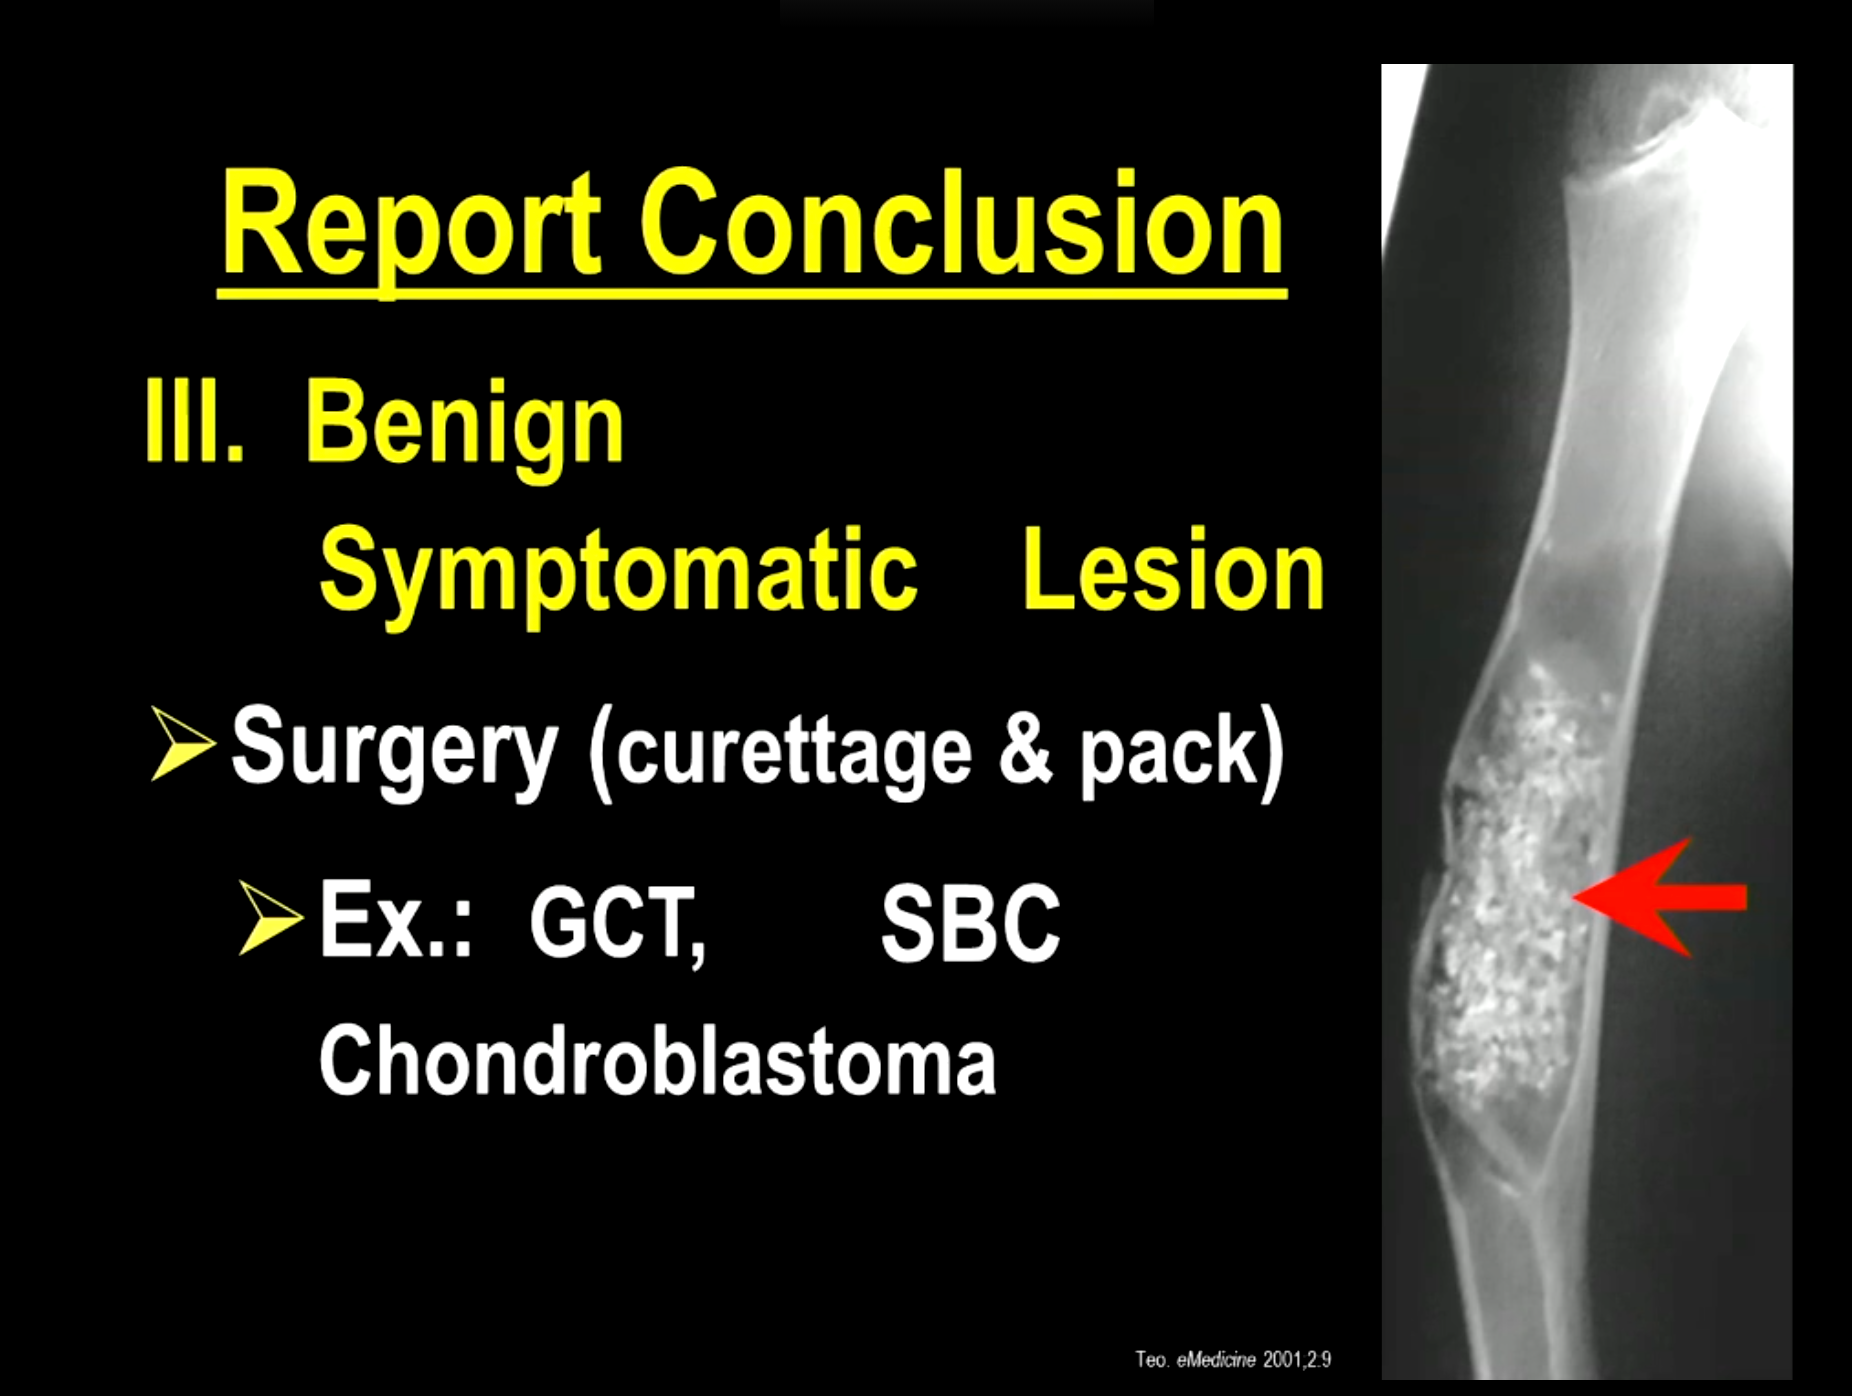 Report Conclusion
III. Benign
Symptomatic Lesion
Surgery (curettage & pack)
Ex.: GCT, SBC
Chondroblastoma
Teo. eMedicine 2001;2:9